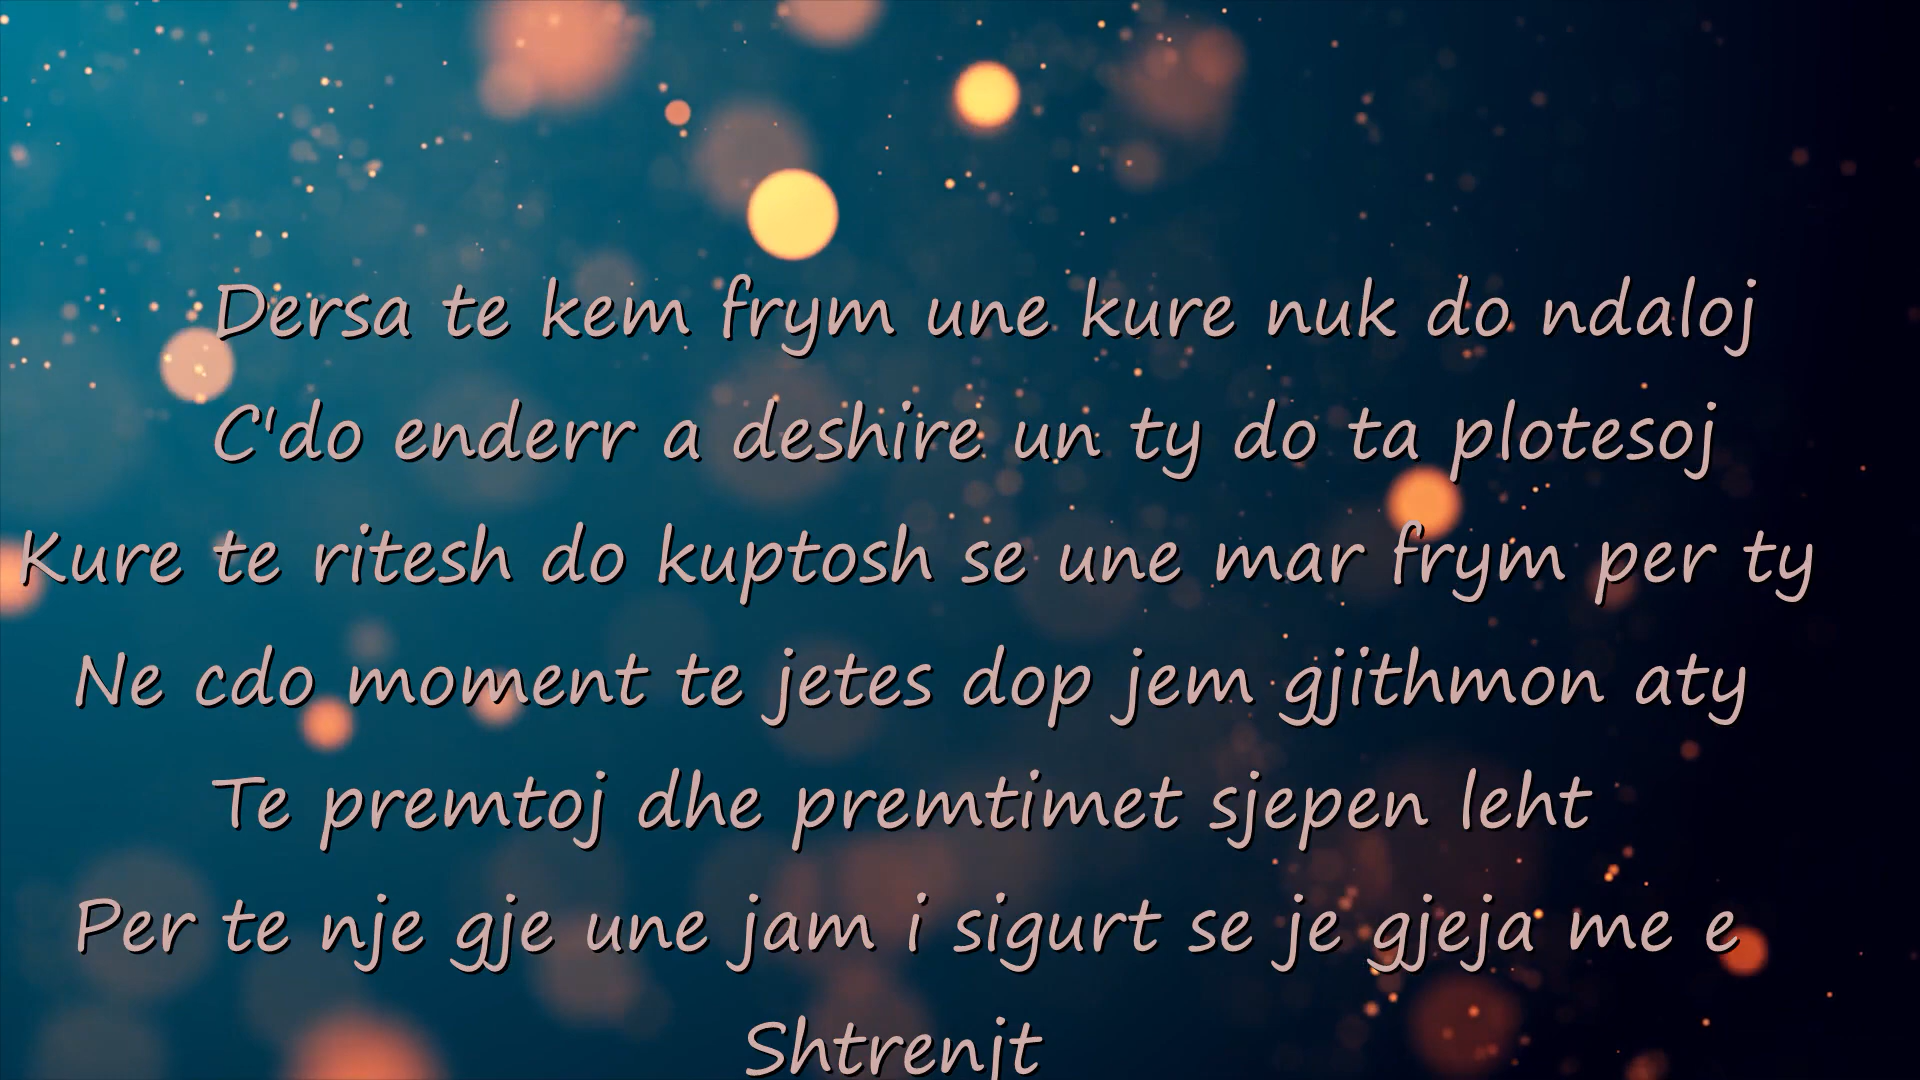 Dersa te kem frym une kure nuk do ndaloj
C'do enderr a deshire un ty do ta plotesoj
Kure te ritesh do kuptosh se une mar frym per ty
Ne cdo moment te jetes dop jem gjithmon aty
Te premtoj dhe premtimet sjepen leht
Per te nje gje une jam i sigurt se je gjeja me e
Shtrenjt